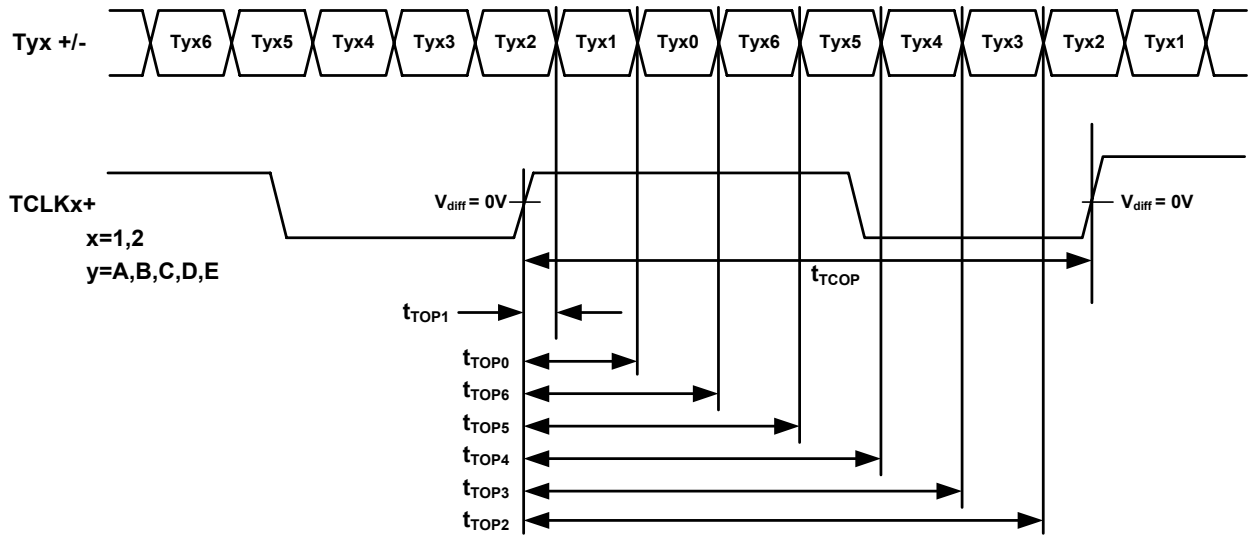 Tyx +/- Tyx6 Tyx5 Tyx4 Tyx3 Tyx2 Tyx1 Tyx0 Tyx6 Tyx5 Tyx4 Tyx3 Tyx2 Tyx1
TCLKx+ Vdiff = 0V Vdiff = 0V
x=1,2
y=A,B,C,D,E
tTCOP
tTOP1
tTOP0
tTOP6
tTOP5
tTOP4
tTOP3
tTOP2